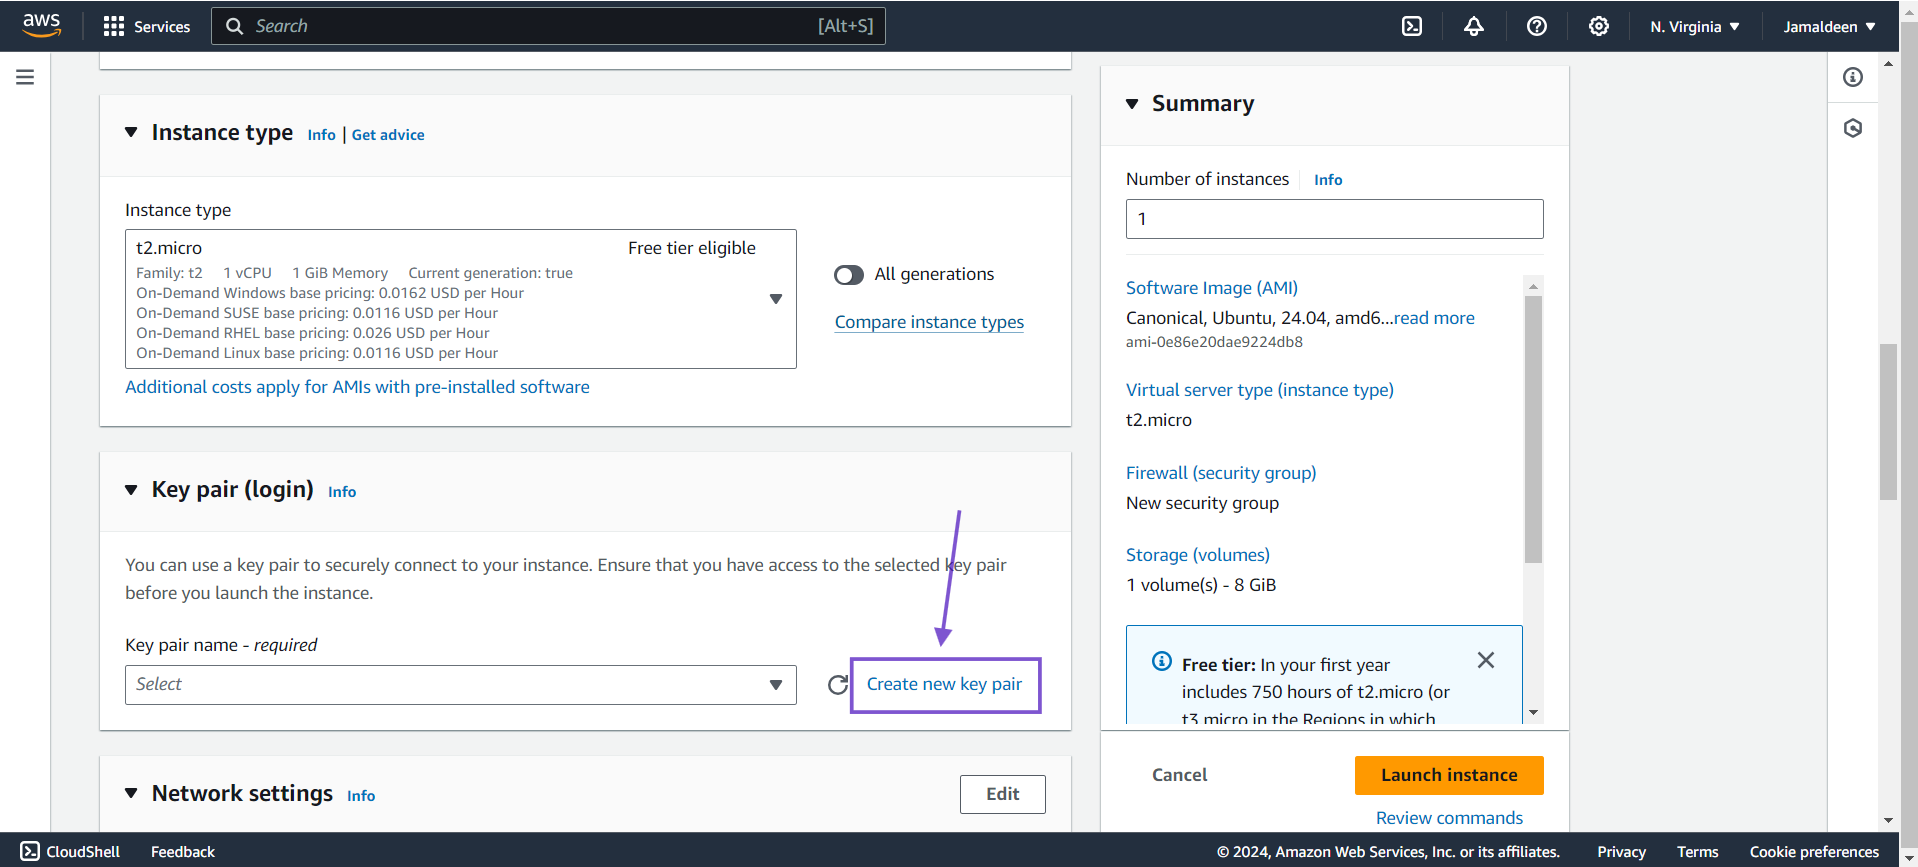 aws
Services
Search
[Alt+S]
N. Virginia
Jamaldeen
Instance type Info | Get advice
Instance type
t2.micro
Free tier eligible
Family: t2 1 vCPU 1 GiB Memory Current generation: true
On-Demand Windows base pricing: 0.0162 USD per Hour
On-Demand SUSE base pricing: 0.0116 USD per Hour
On-Demand RHEL base pricing: 0.026 USD per Hour
On-Demand Linux base pricing: 0.0116 USD per Hour
All generations
Compare instance types
Additional costs apply for AMIs with pre-installed software
Key pair (login) Info
You can use a key pair to securely connect to your instance. Ensure that you have access to the selected key pair
before you launch the instance.
Key pair name - required
Select
Create new key pair
Network settings Info
Edit
Summary
Number of instances Info
1
Software Image (AMI)
Canonical, Ubuntu, 24.04, amd6...read more
ami-0e86e20dae9224db8
Virtual server type (instance type)
t2.micro
Firewall (security group)
New security group
Storage (volumes)
1 volume(s) - 8 GiB
Free tier: In your first year
includes 750 hours of t2.micro (or
t3.micro in the Regions in which
Cancel
Launch instance
Review commands
CloudShell
Feedback
© 2024, Amazon Web Services, Inc. or its affiliates.
Privacy
Terms
Cookie preferences